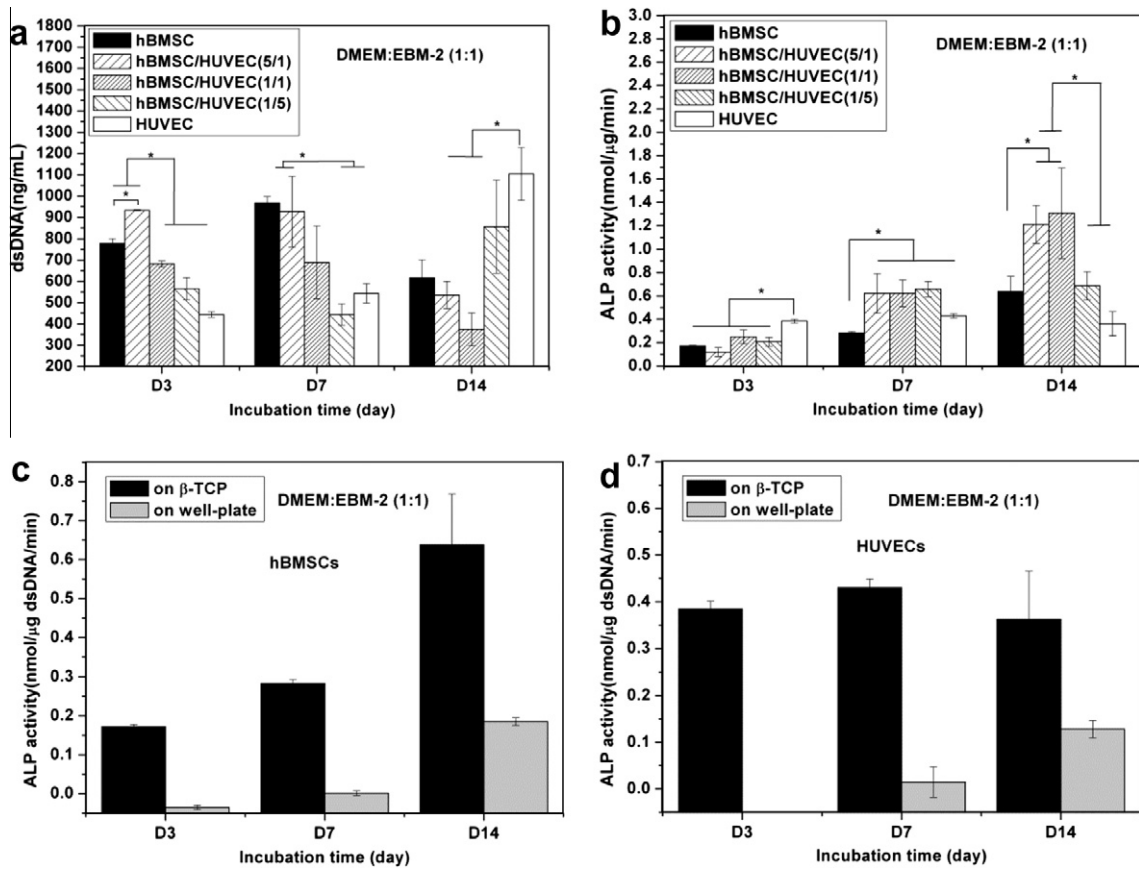 a
1800
1700
1600
1500
1400
1300
1200
1100
1000
900
800
700
600
500
400
300
200
dsDNA(ng/mL)
hBMSC
hBMSC/HUVEC(5/1)
hBMSC/HUVEC(1/1)
hBMSC/HUVEC(1/5)
HUVEC
DMEM:EBM-2 (1:1)
*
*
*
*
D3 D7 D14
Incubation time (day)
b
3.0
2.8
2.6
2.4
2.2
2.0
1.8
1.6
1.4
1.2
1.0
0.8
0.6
0.4
0.2
0.0
ALP activity(nmol/μg/min)
hBMSC
hBMSC/HUVEC(5/1)
hBMSC/HUVEC(1/1)
hBMSC/HUVEC(1/5)
HUVEC
DMEM:EBM-2 (1:1)
*
*
*
*
D3 D7 D14
Incubation time (day)
c
0.8
0.7
0.6
0.5
0.4
0.3
0.2
0.1
0.0
ALP activity(nmol/μg dsDNA/min)
on β-TCP
on well-plate
DMEM:EBM-2 (1:1)
hBMSCs
D3 D7 D14
Incubation time (day)
d
0.7
0.6
0.5
0.4
0.3
0.2
0.1
0.0
ALP activity(nmol/μg dsDNA/min)
on β-TCP
on well-plate
DMEM:EBM-2 (1:1)
HUVECs
D3 D7 D14
Incubation time (day)